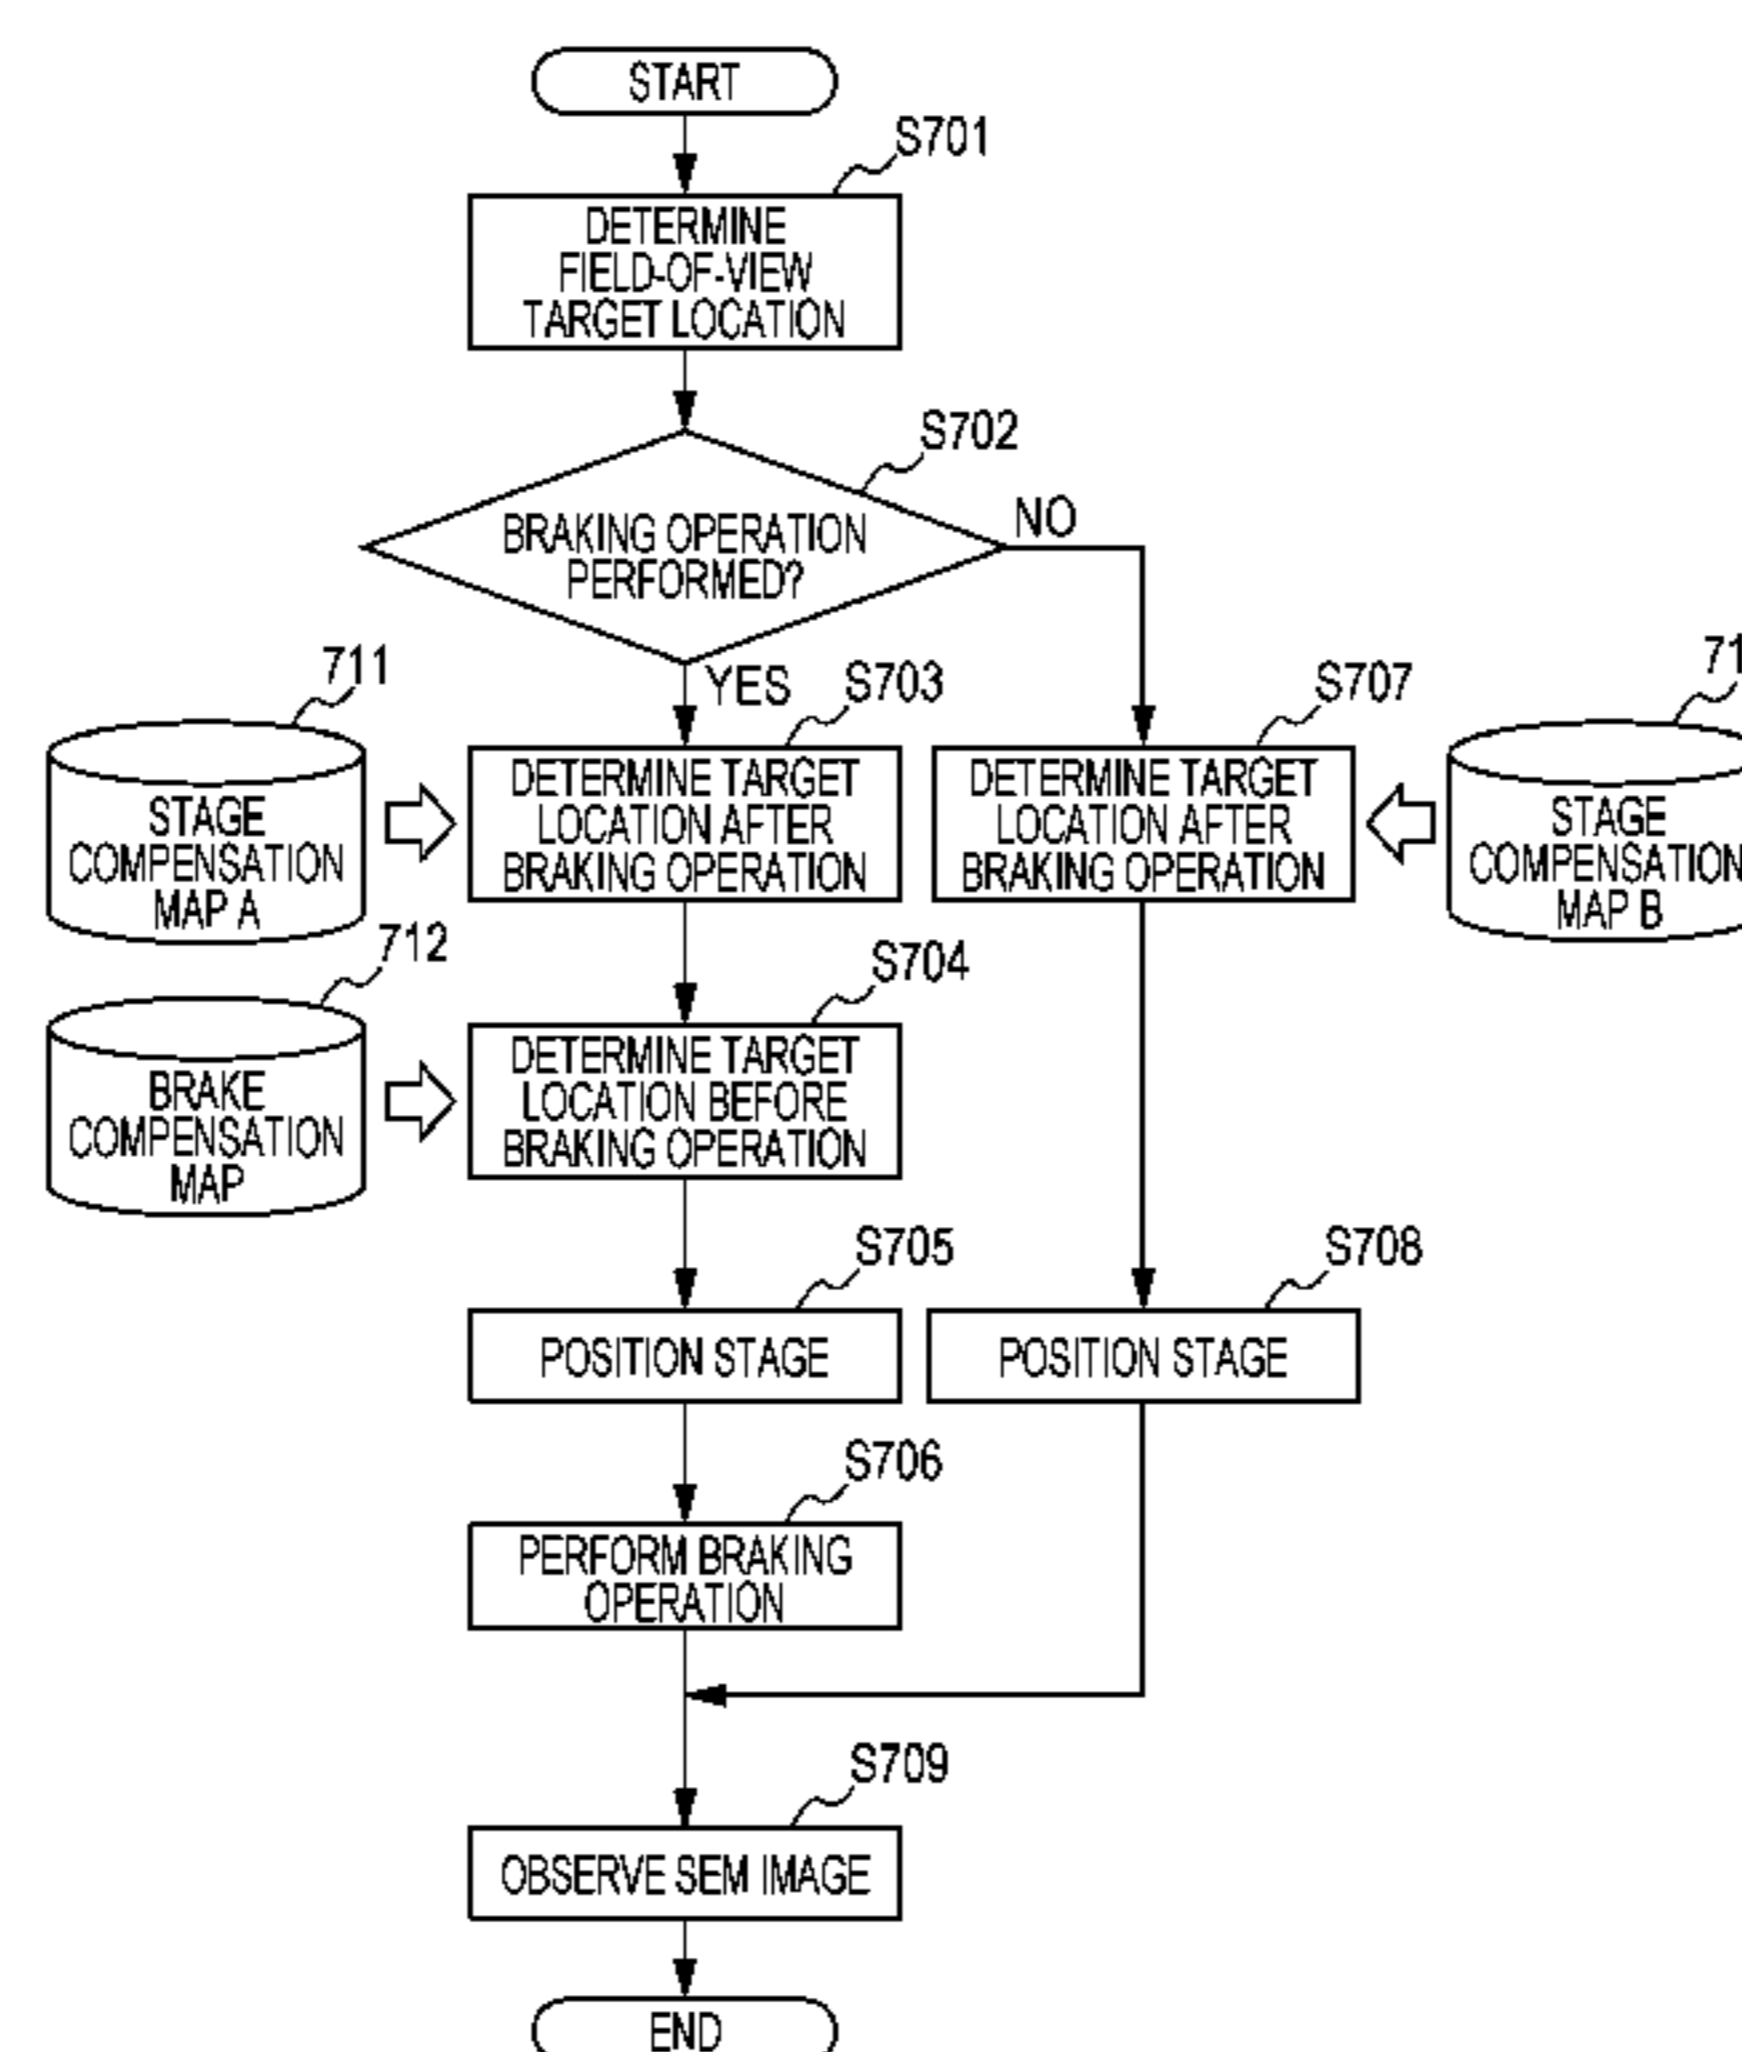 START
S701
DETERMINE
FIELD-OF-VIEW
TARGET LOCATION
S702
BRAKING OPERATION
PERFORMED?
NO
YES
711
STAGE
COMPENSATION
MAP A
S703
DETERMINE TARGET
LOCATION AFTER
BRAKING OPERATION
S707
DETERMINE TARGET
LOCATION AFTER
BRAKING OPERATION
STAGE
COMPENSATION
MAP B
712
BRAKE
COMPENSATION
MAP
S704
DETERMINE TARGET
LOCATION BEFORE
BRAKING OPERATION
S705
POSITION STAGE
S708
POSITION STAGE
S706
PERFORM BRAKING
OPERATION
S709
OBSERVE SEM IMAGE
END